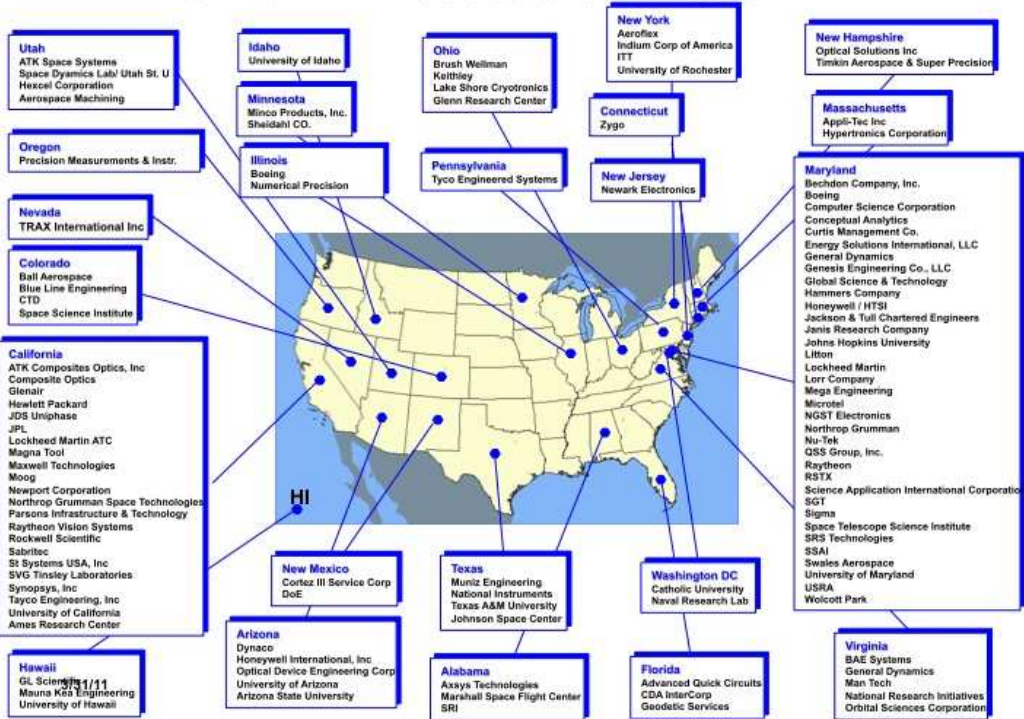 Utah
ATK Space Systems
Space Dyamics Lab/ Utah St. U
Hexcel Corporation
Aerospace Machining
Oregon
Precision Measurements & Instr.
Nevada
TRAX International Inc
Colorado
Ball Aerospace
Blue Line Engineering
CTD
Space Science Institute
California
ATK Composites Optics, Inc
Composite Optics
Glenair
Hewlett Packard
JDS Uniphase
JPL
Lockheed Martin ATC
Magna Tool
Maxwell Technologies
Moog
Newport Corporation
Northrop Grumman Space Technologies
Parsons Infrastructure & Technology
Raytheon Vision Systems
Rockwell Scientific
Sabritec
St Systems USA, Inc
SVG Tinsley Laboratories
Synopsys, Inc
Tayco Engineering, Inc
University of California
Ames Research Center
Hawaii
GL Scientific
3/31/11
Mauna Kea Engineering
University of Hawaii
Idaho
University of Idaho
Minnesota
Minco Products, Inc.
Sheidahl CO.
Illinois
Boeing
Numerical Precision
Ohio
Brush Wellman
Keithley
Lake Shore Cryotronics
Glenn Research Center
Pennsylvania
Tyco Engineered Systems
New York
Aeroflex
Indium Corp of America
ITT
University of Rochester
Connecticut
Zygo
New Jersey
Newark Electronics
New Hampshire
Optical Solutions Inc
Timkin Aerospace & Super Precision
Massachusetts
Appli-Tec Inc
Hypertronics Corporation
Maryland
Bechdon Company, Inc.
Boeing
Computer Science Corporation
Conceptual Analytics
Curtis Management Co.
Energy Solutions International, LLC
General Dynamics
Genesis Engineering Co., LLC
Global Science & Technology
Hammers Company
Honeywell / HTSI
Jackson & Tull Chartered Engineers
Janis Research Company
Johns Hopkins University
Litton
Lockheed Martin
Lorr Company
Mega Engineering
Microtel
NGST Electronics
Northrop Grumman
Nu-Tek
QSS Group, Inc.
Raytheon
RSTX
Science Application International Corporatio
SGT
Sigma
Space Telescope Science Institute
SRS Technologies
SSAI
Swales Aerospace
University of Maryland
USRA
Wolcott Park
HI
New Mexico
Cortez III Service Corp
DoE
Arizona
Dynaco
Honeywell International, Inc
Optical Device Engineering Corp
University of Arizona
Arizona State University
Texas
Muniz Engineering
National Instruments
Texas A&M University
Johnson Space Center
Alabama
Axsys Technologies
Marshall Space Flight Center
SRI
Washington DC
Catholic University
Naval Research Lab
Florida
Advanced Quick Circuits
CDA InterCorp
Geodetic Services
Virginia
BAE Systems
General Dynamics
Man Tech
National Research Initiatives
Orbital Sciences Corporation